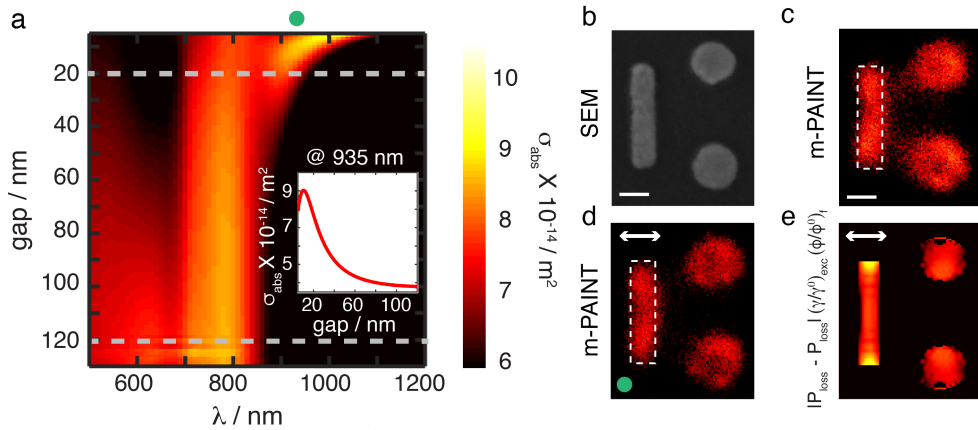 a
gap / nm
20
40
60
80
100
120
600
800
1000
1200
λ / nm
@ 935 nm
σabs X 10-14 / m2
9
7
5
20
60
100
gap / nm
10
9
8
7
6
σabs X 10-14 / m2
b
SEM
c
m-PAINT
d
m-PAINT
e
|Ploss - Ploss| (γ/γ0)exc (ϕ/ϕ0)f